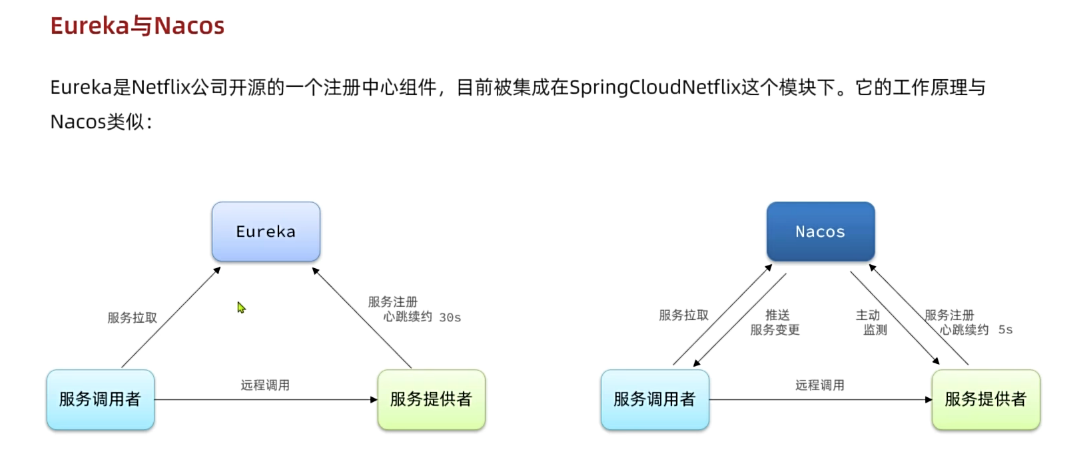 Eureka与Nacos
Eureka是Netflix公司开源的一个注册中心组件，目前被集成在SpringCloudNetflix这个模块下。它的工作原理与
Nacos类似：
Eureka
服务拉取
服务注册
心跳续约 30s
服务调用者
远程调用
服务提供者
Nacos
服务拉取
推送
服务变更
主动
监测
服务注册
心跳续约 5s
服务调用者
远程调用
服务提供者